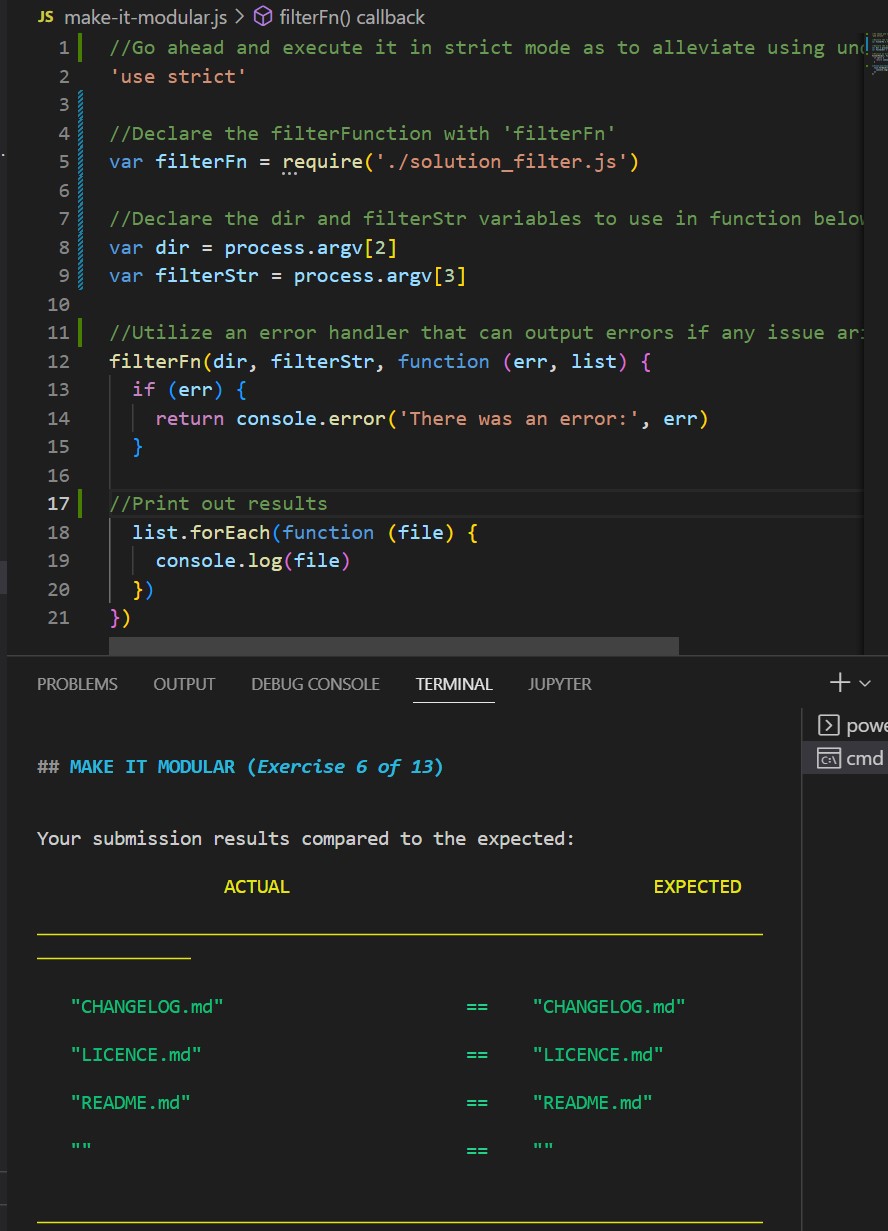 JS make-it-modular.js > filterFn() callback
1 //Go ahead and execute it in strict mode as to alleviate using
2 'use strict'
3
4 //Declare the filterFunction with 'filterFn'
5 var filterFn = require('./solution_filter.js')
6
7 //Declare the dir and filterStr variables to use in function
8 var dir = process.argv[2]
9 var filterStr = process.argv[3]
10
11 //Utilize an error handler that can output errors if any issue
12 filterFn(dir, filterStr, function (err, list) {
13 if (err) {
14 return console.error('There was an error:', err)
15 }
16
17 //Print out results
18 list.forEach(function (file) {
19 console.log(file)
20 })
21 })
PROBLEMS OUTPUT DEBUG CONSOLE TERMINAL JUPYTER
## MAKE IT MODULAR (Exercise 6 of 13)
Your submission results compared to the expected:
ACTUAL EXPECTED
"CHANGELOG.md" == "CHANGELOG.md"
"LICENCE.md" == "LICENCE.md"
"README.md" == "README.md"
"" == ""
cmd